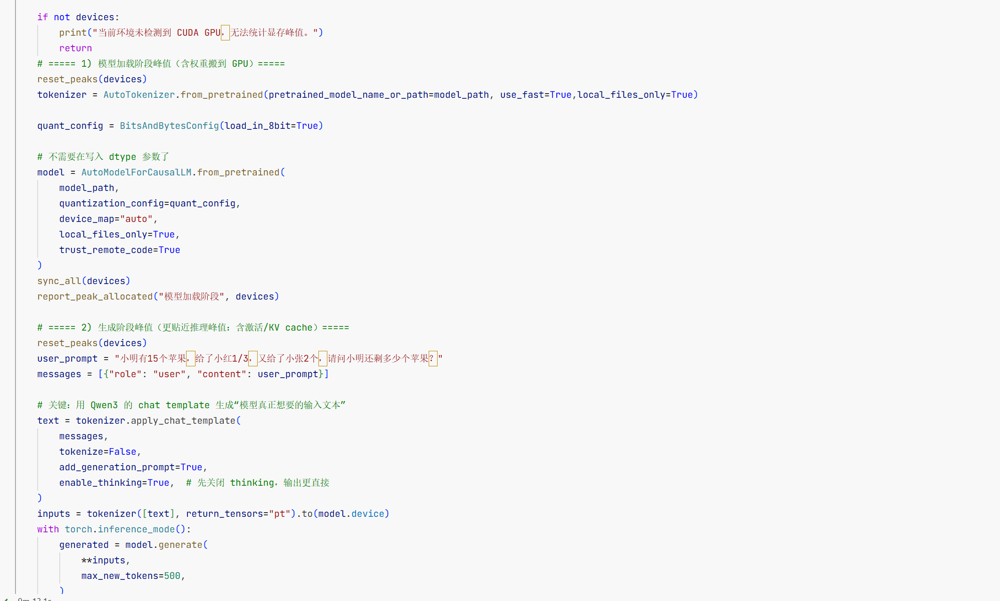 if not devices:
    print("当前环境未检测到 CUDA GPU，无法统计显存峰值。")
    return
# ===== 1) 模型加载阶段峰值（含权重搬到 GPU）=====
reset_peaks(devices)
tokenizer = AutoTokenizer.from_pretrained(pretrained_model_name_or_path=model_path, use_fast=True,local_files_only=True)
quant_config = BitsAndBytesConfig(load_in_8bit=True)
# 不需要在写入 dtype 参数了
model = AutoModelForCausalLM.from_pretrained(
    model_path,
    quantization_config=quant_config,
    device_map="auto",
    local_files_only=True,
    trust_remote_code=True
)
sync_all(devices)
report_peak_allocated("模型加载阶段", devices)
# ===== 2) 生成阶段峰值（更贴近推理峰值：含激活/KV cache）=====
reset_peaks(devices)
user_prompt = "小明有15个苹果，给了小红1/3，又给了小张2个，请问小明还剩多少个苹果？"
messages = [{"role": "user", "content": user_prompt}]
# 关键：用 Qwen3 的 chat template 生成“模型真正想要的输入文本”
text = tokenizer.apply_chat_template(
    messages,
    tokenize=False,
    add_generation_prompt=True,
    enable_thinking=True,  # 先关闭 thinking，输出更直接
)
inputs = tokenizer([text], return_tensors="pt").to(model.device)
with torch.inference_mode():
    generated = model.generate(
        **inputs,
        max_new_tokens=500,
    )